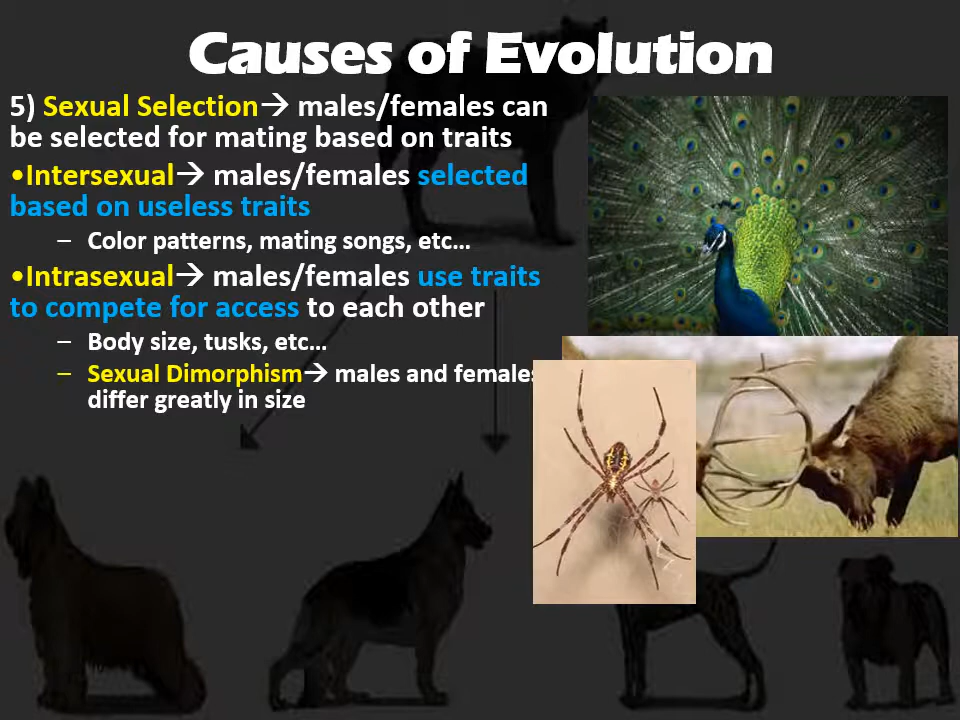 Causes of Evolution
5) Sexual Selection→ males/females can
be selected for mating based on traits
•Intersexual→ males/females selected
based on useless traits
– Color patterns, mating songs, etc…
•Intrasexual→ males/females use traits
to compete for access to each other
– Body size, tusks, etc…
– Sexual Dimorphism→ males and females
differ greatly in size